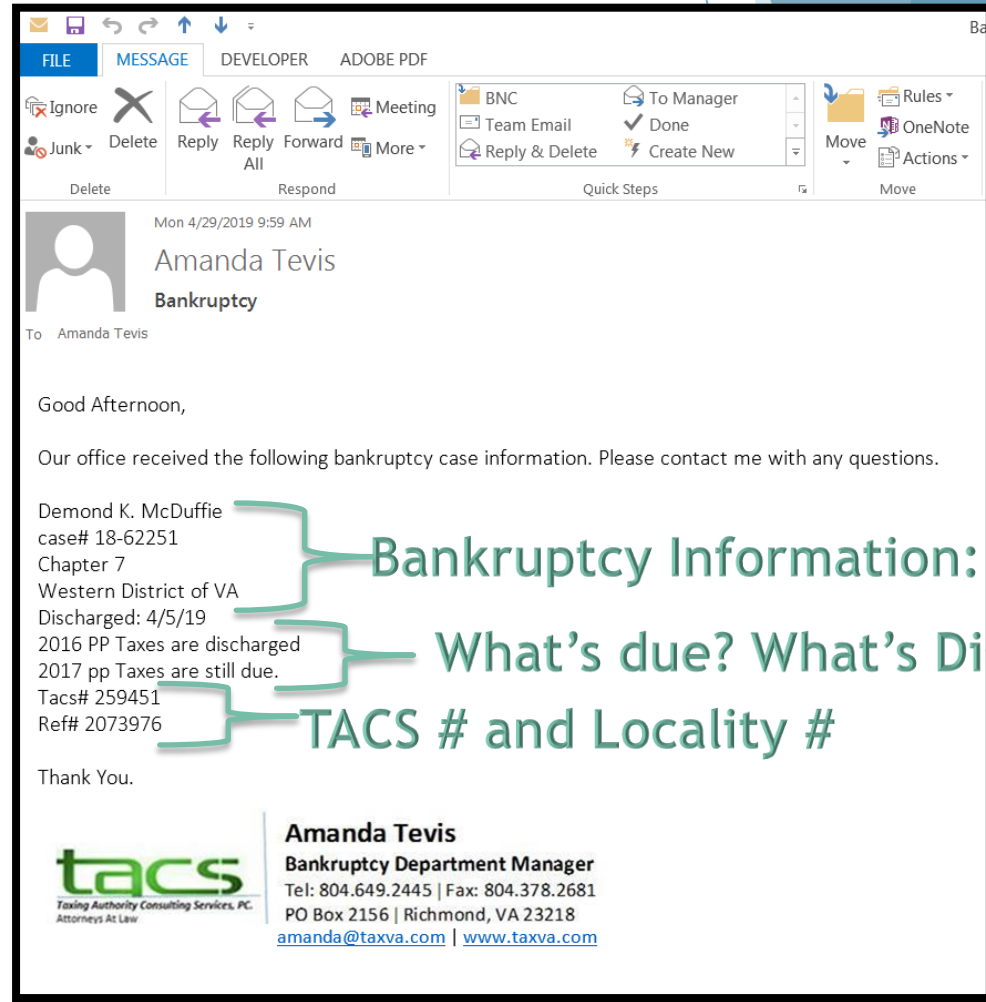 Ba
FILE MESSAGE DEVELOPER ADOBE PDF
Ignore
Junk
Delete
Reply
Reply All
Forward
Meeting
More
BNC
Team Email
Reply & Delete
To Manager
Done
Create New
Move
Rules
OneNote
Actions
Delete Respond Quick Steps Move
Mon 4/29/2019 9:59 AM
Amanda Tevis
Bankruptcy
To Amanda Tevis
Good Afternoon,
Our office received the following bankruptcy case information. Please contact me with any questions.
Demond K. McDuffie
case# 18-62251
Chapter 7
Western District of VA
Discharged: 4/5/19
Bankruptcy Information:
2016 PP Taxes are discharged
2017 pp Taxes are still due.
What's due? What's Di
Tacs# 259451
Ref# 2073976
TACS # and Locality #
Thank You.
tacs
Taxing Authority Consulting Services, PC.
Attorneys At Law
Amanda Tevis
Bankruptcy Department Manager
Tel: 804.649.2445 | Fax: 804.378.2681
PO Box 2156 | Richmond, VA 23218
amanda@taxva.com | www.taxva.com